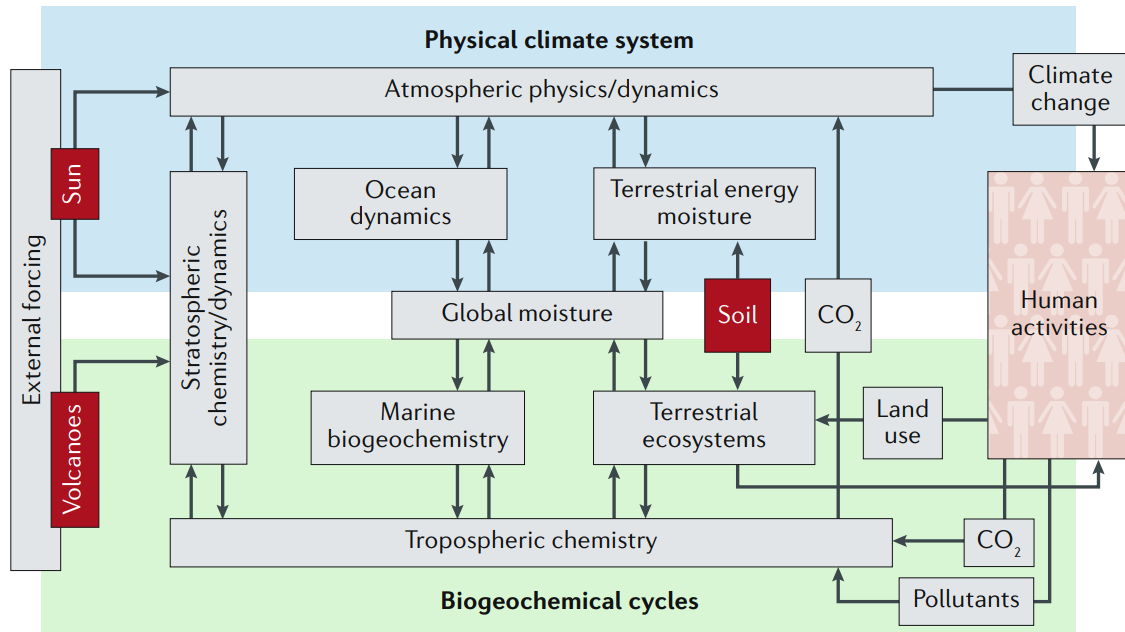 Physical climate system
Atmospheric physics/dynamics
Climate
change
External forcing
Sun
Stratospheric
chemistry/dynamics
Ocean
dynamics
Terrestrial energy
moisture
Global moisture
Soil
CO₂
Human
activities
Volcanoes
Marine
biogeochemistry
Terrestrial
ecosystems
Land
use
Tropospheric chemistry
CO₂
Pollutants
Biogeochemical cycles